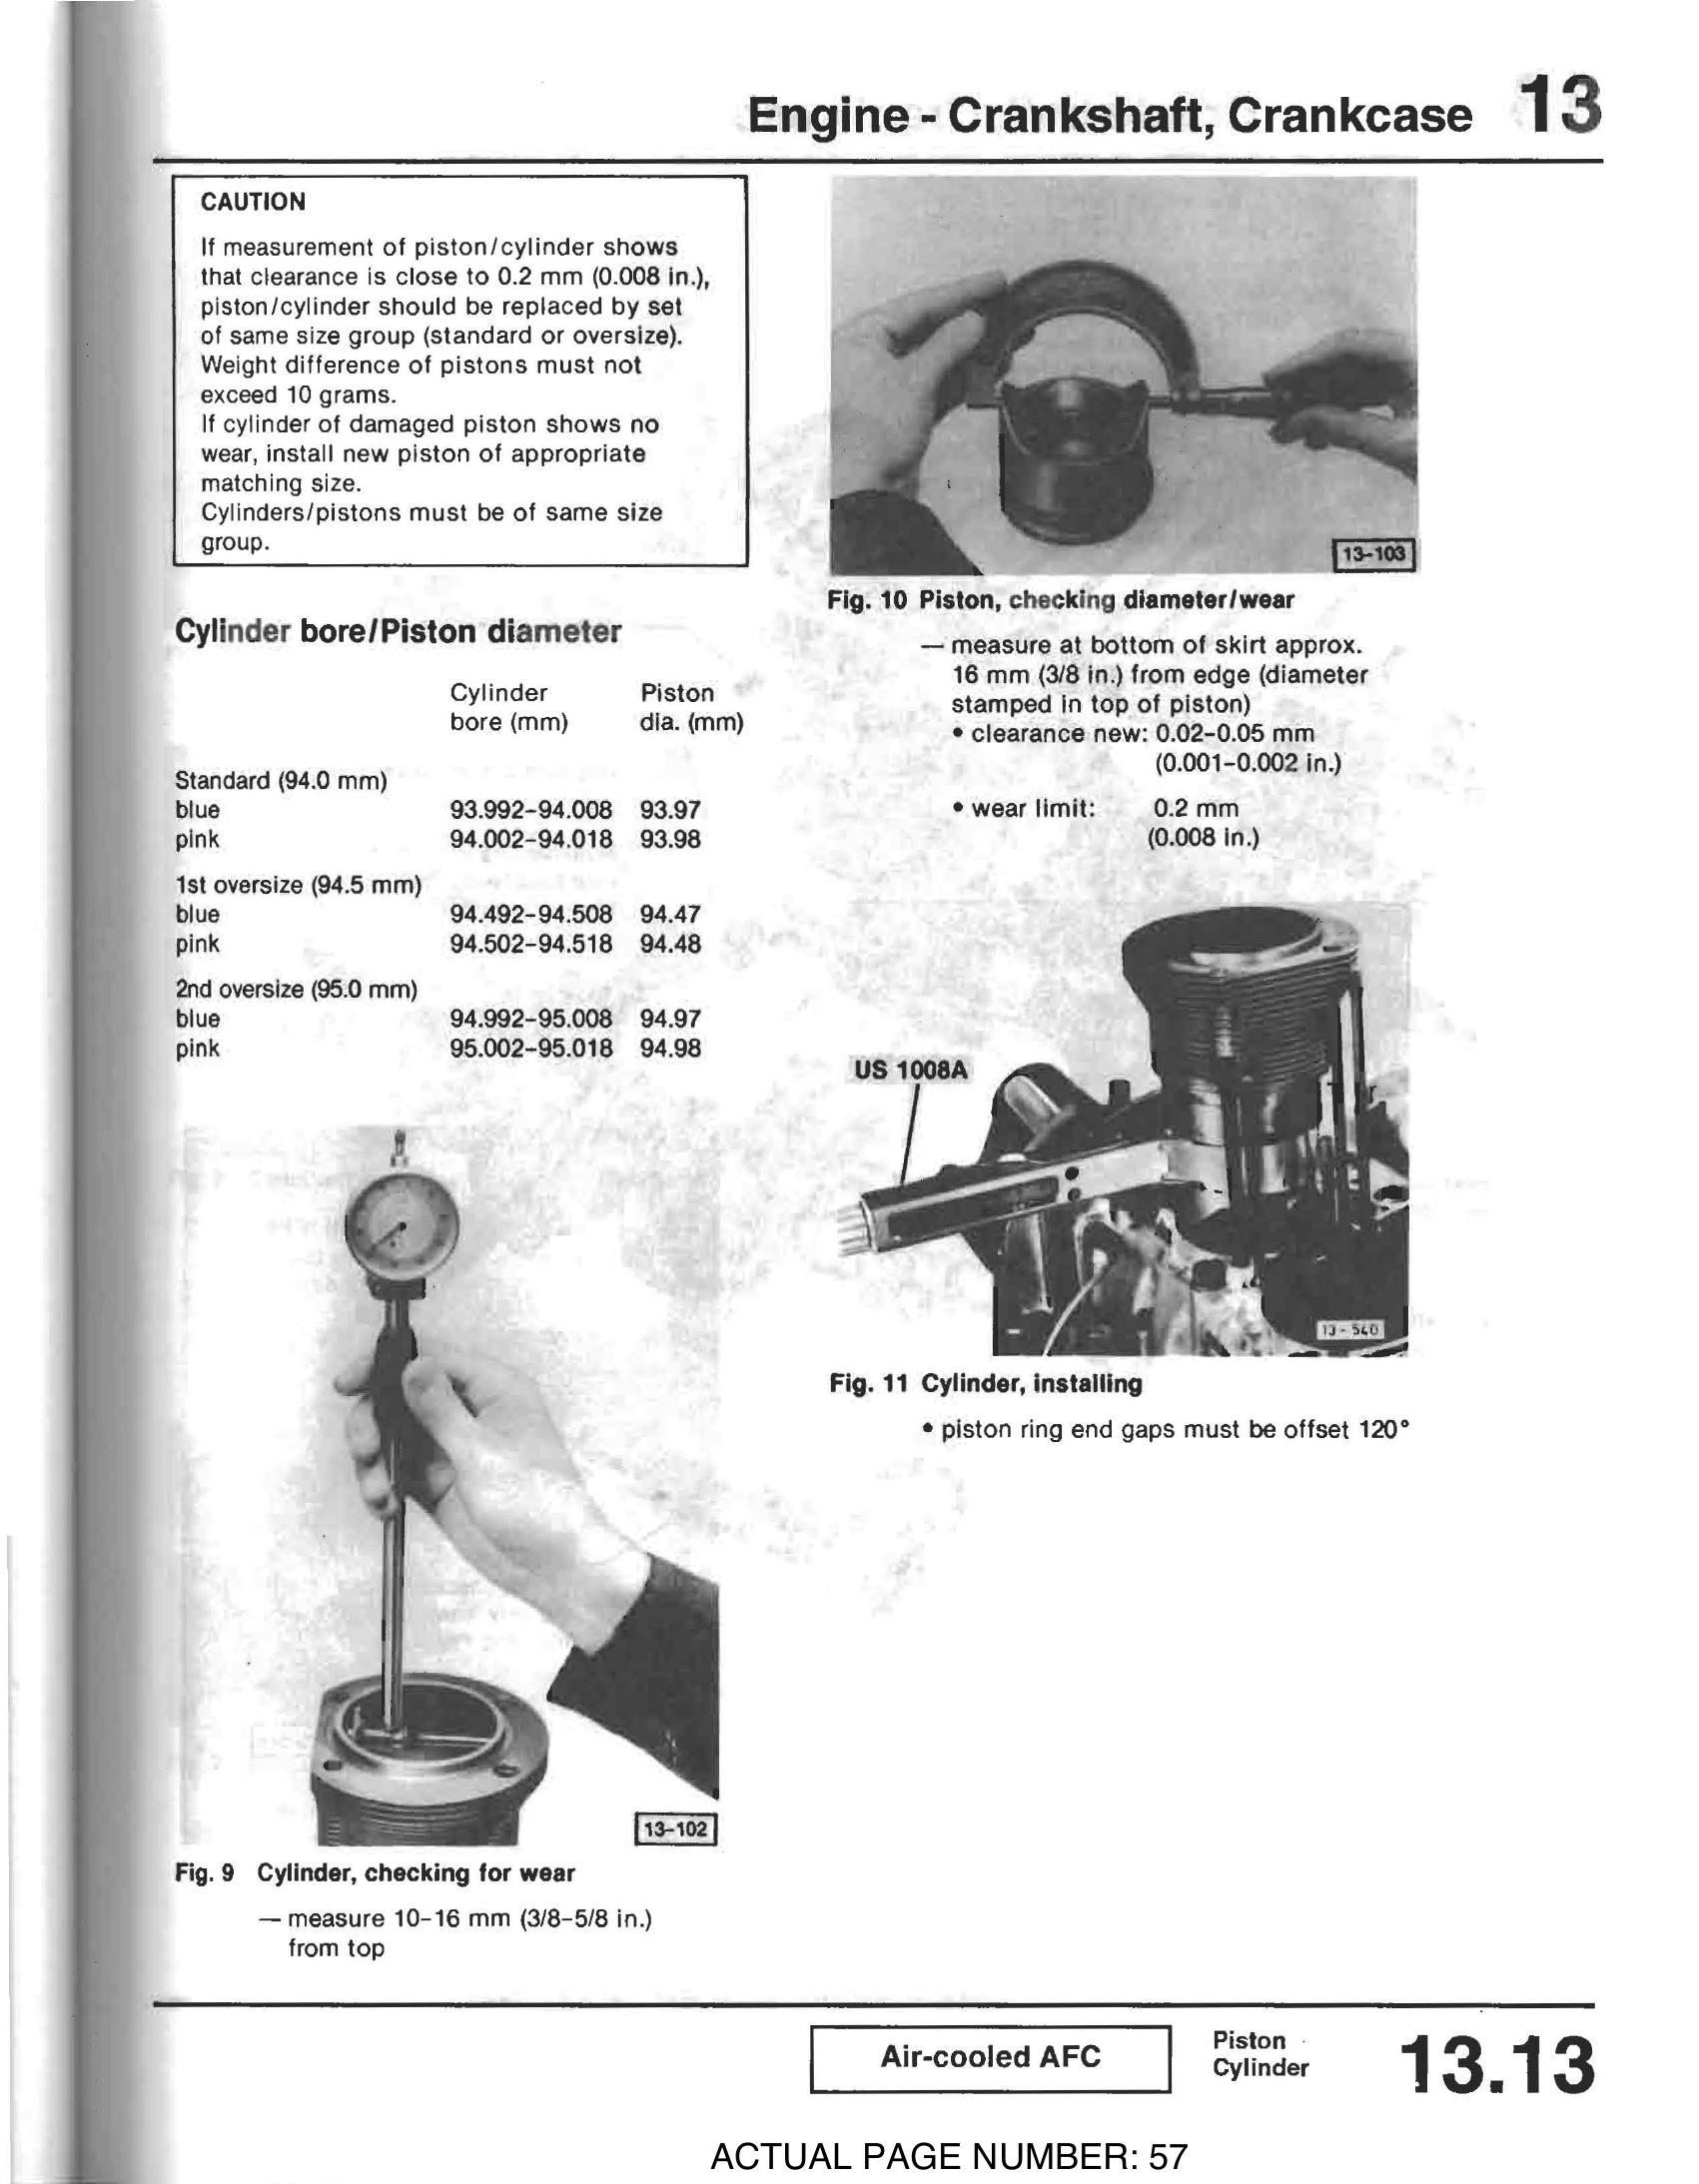 Engine - Crankshaft, Crankcase 13
CAUTION
If measurement of piston/cylinder shows
that clearance is close to 0.2 mm (0.008 in.),
piston/cylinder should be replaced by set
of same size group (standard or oversize).
Weight difference of pistons must not
exceed 10 grams.
If cylinder of damaged piston shows no
wear, install new piston of appropriate
matching size.
Cylinders/pistons must be of same size
group.
Cylinder bore/Piston diameter
Cylinder Piston
bore (mm) dia. (mm)
Standard (94.0 mm)
blue 93.992-94.008 93.97
pink 94.002-94.018 93.98
1st oversize (94.5 mm)
blue 94.492-94.508 94.47
pink 94.502-94.518 94.48
2nd oversize (95.0 mm)
blue 94.992-95.008 94.97
pink 95.002-95.018 94.98
13-102
Fig. 9 Cylinder, checking for wear
— measure 10-16 mm (3/8-5/8 in.)
from top
13-103
Fig. 10 Piston, checking diameter/wear
— measure at bottom of skirt approx.
16 mm (3/8 in.) from edge (diameter
stamped in top of piston)
• clearance new: 0.02-0.05 mm
(0.001-0.002 in.)
• wear limit: 0.2 mm
(0.008 in.)
US 1008A
13-540
Fig. 11 Cylinder, installing
• piston ring end gaps must be offset 120°
Air-cooled AFC
Piston
Cylinder
13.13
ACTUAL PAGE NUMBER: 57